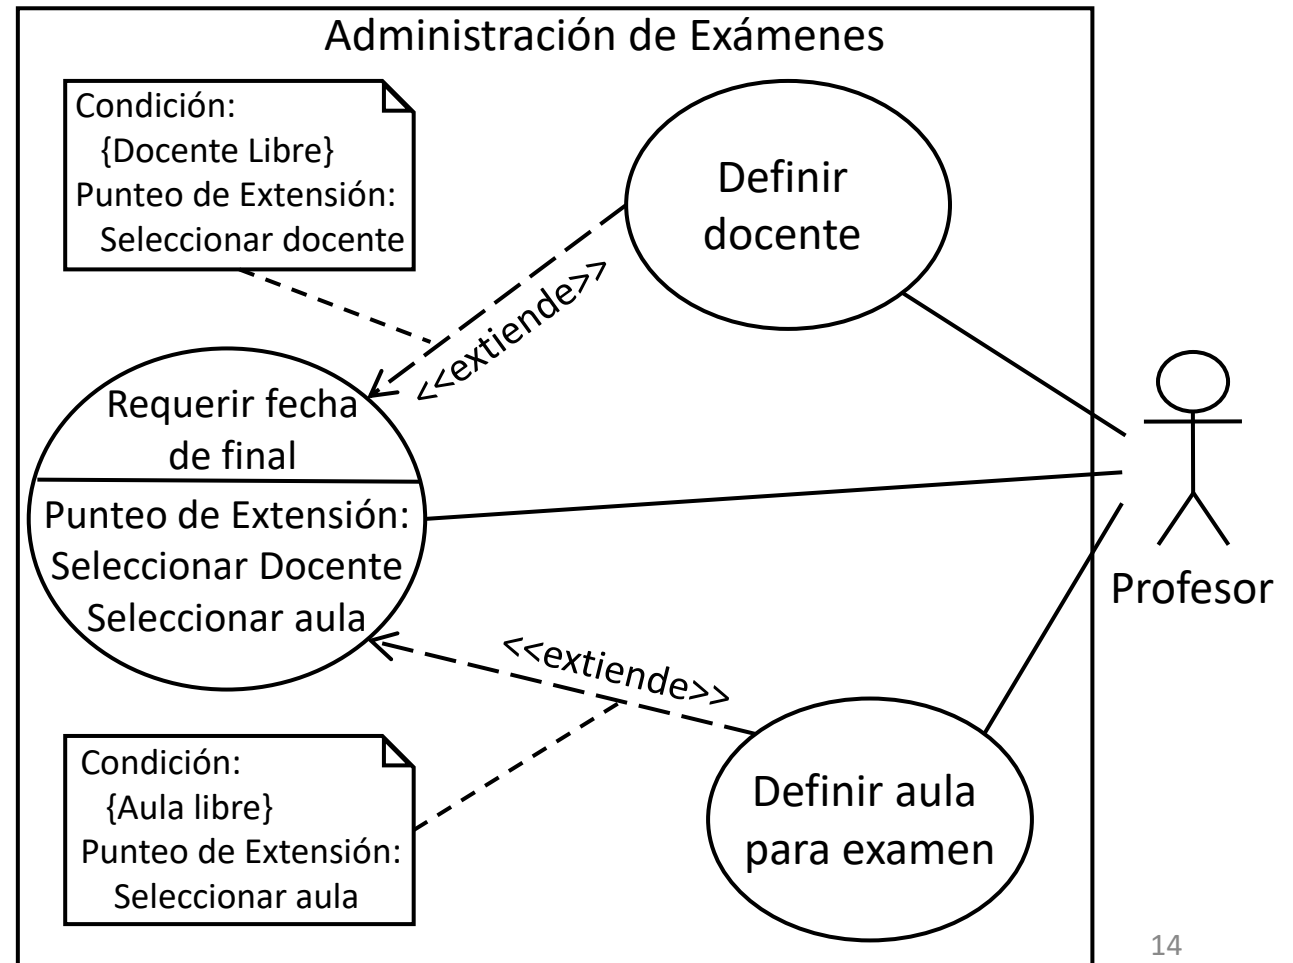 Administración de Exámenes
Condición:
{Docente Libre}
Punteo de Extensión:
Seleccionar docente
Definir
docente
<<extiende>>
Requerir fecha
de final
Punteo de Extensión:
Seleccionar Docente
Seleccionar aula
Profesor
<<extiende>>
Condición:
{Aula libre}
Punteo de Extensión:
Seleccionar aula
Definir aula
para examen
14